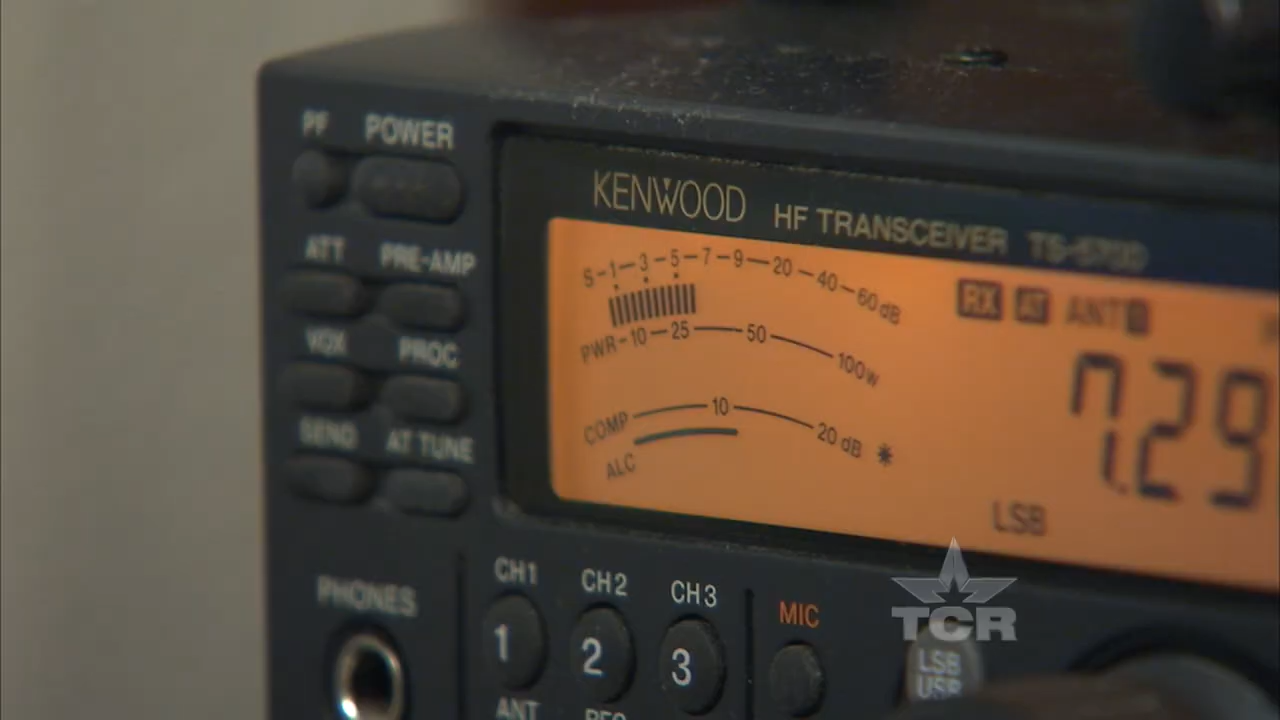 PF POWER
KENWOOD HF TRANSCEIVER TS-570D
ATT PRE-AMP
S-1-3-5-7-9-20-40-60dB
RX AT ANT
PWR-10-25-50-100W
VOX PROC
7.29
COMP 10 20 dB
ALC
SEND AT TUNE
LSB
PHONES
CH1 CH2 CH3
MIC
TCR
1 2 3
LSB
USB
ANT REC